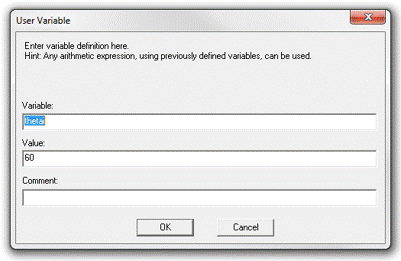 User Variable
Enter variable definition here.
Hint: Any arithmetic expression, using previously defined variables, can be used.
Variable:
theta
Value:
60
Comment:
OK Cancel